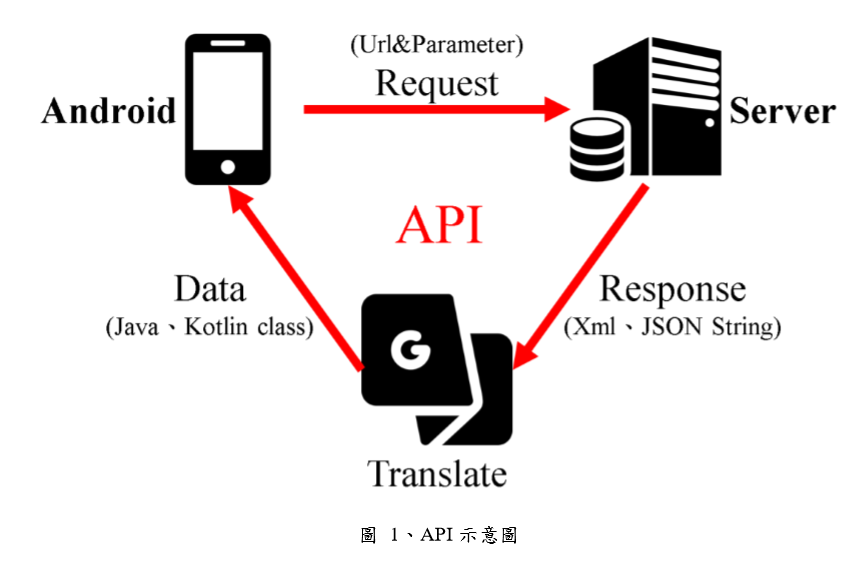 (Url&Parameter)
Request
Android
Server
API
Data
(Java、Kotlin class)
Response
(Xml、JSON String)
G
Translate
圖 1、API 示意圖